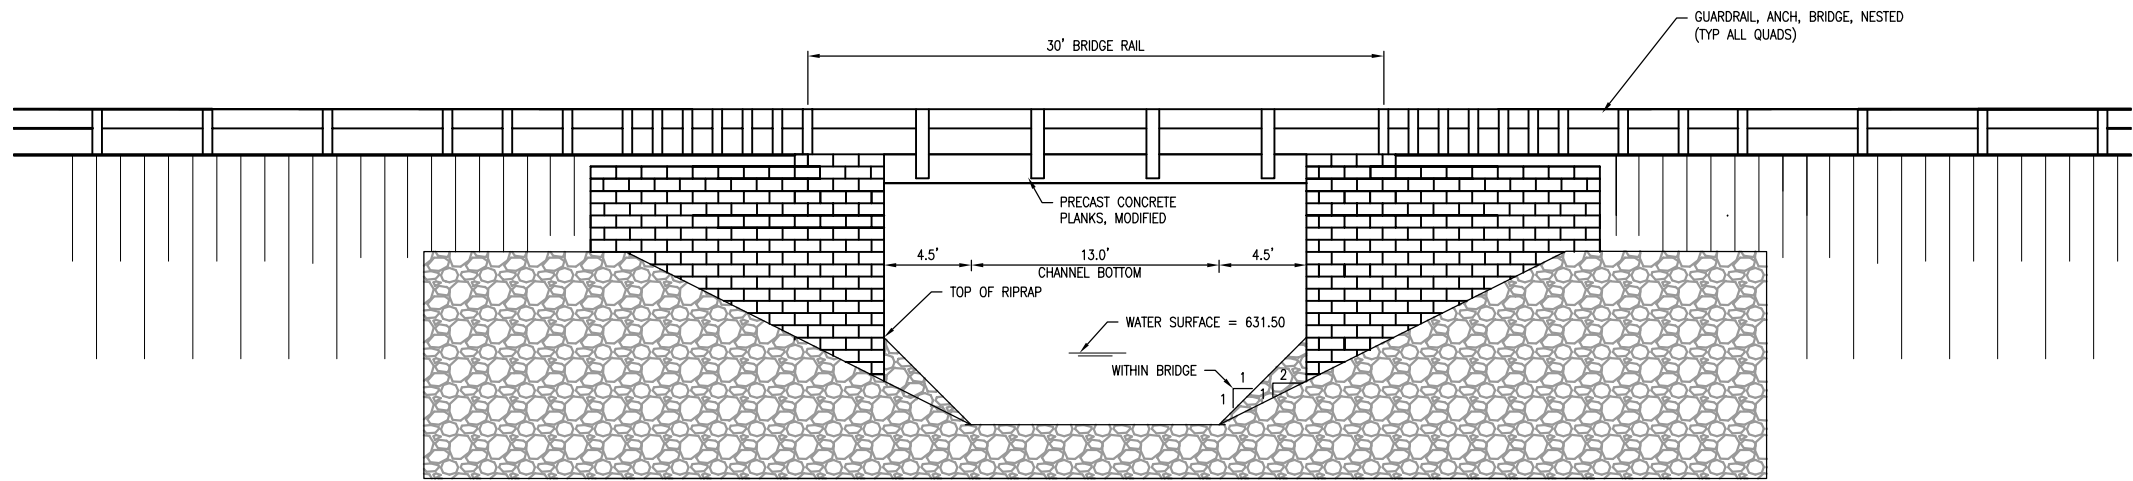 GUARDRAIL, ANCH, BRIDGE, NESTED
(TYP ALL QUADS)
30' BRIDGE RAIL
PRECAST CONCRETE
PLANKS, MODIFIED
4.5'
13.0'
4.5'
CHANNEL BOTTOM
TOP OF RIPRAP
WATER SURFACE = 631.50
WITHIN BRIDGE
1
1
2
1